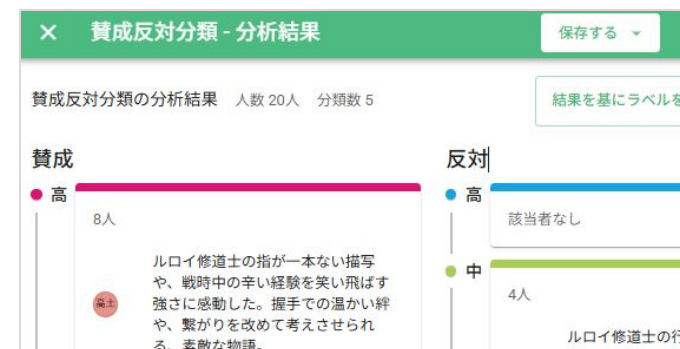 × 賛成反対分類 - 分析結果
保存する
賛成反対分類の分析結果 人数 20人 分類数 5
結果を基にラベルを
賛成
反対
高
8人
高土
ルロイ修道士の指が一本ない描写
や、戦時中の辛い経験を笑い飛ばす
強さに感動した。握手での温かい絆
や、繋がりを改めて考えさせられ
る、素敵な物語。
高
該当者なし
中
4人
ルロイ修道士の行